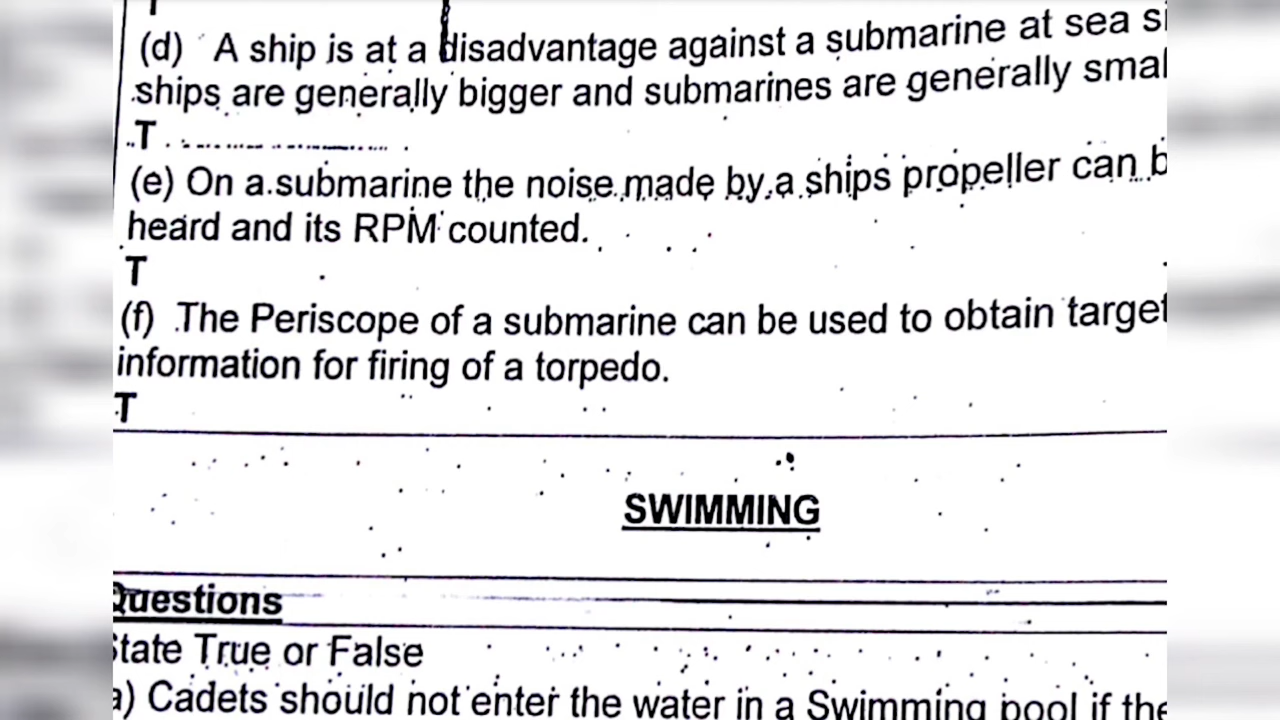 (d) A ship is at a disadvantage against a submarine at sea
ships are generally bigger and submarines are generally
T
(e) On a submarine the noise made by a ships propeller can
heard and its RPM counted.
T
(f) The Periscope of a submarine can be used to obtain target
information for firing of a torpedo.
T
SWIMMING
Questions
State True or False
a) Cadets should not enter the water in a Swimming pool if the